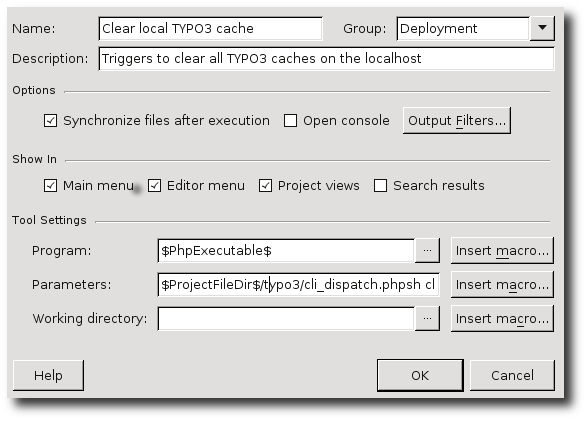 Name: Clear local TYPO3 cache Group: Deployment
Description: Triggers to clear all TYPO3 caches on the localhost
Options
Synchronize files after execution Open console Output Filters...
Show In
Main menu Editor menu Project views Search results
Tool Settings
Program: $PhpExecutable$ ... Insert macro...
Parameters: $ProjectFileDir$/typo3/cli_dispatch.phpsh cl Insert macro...
Working directory: ... Insert macro...
Help OK Cancel